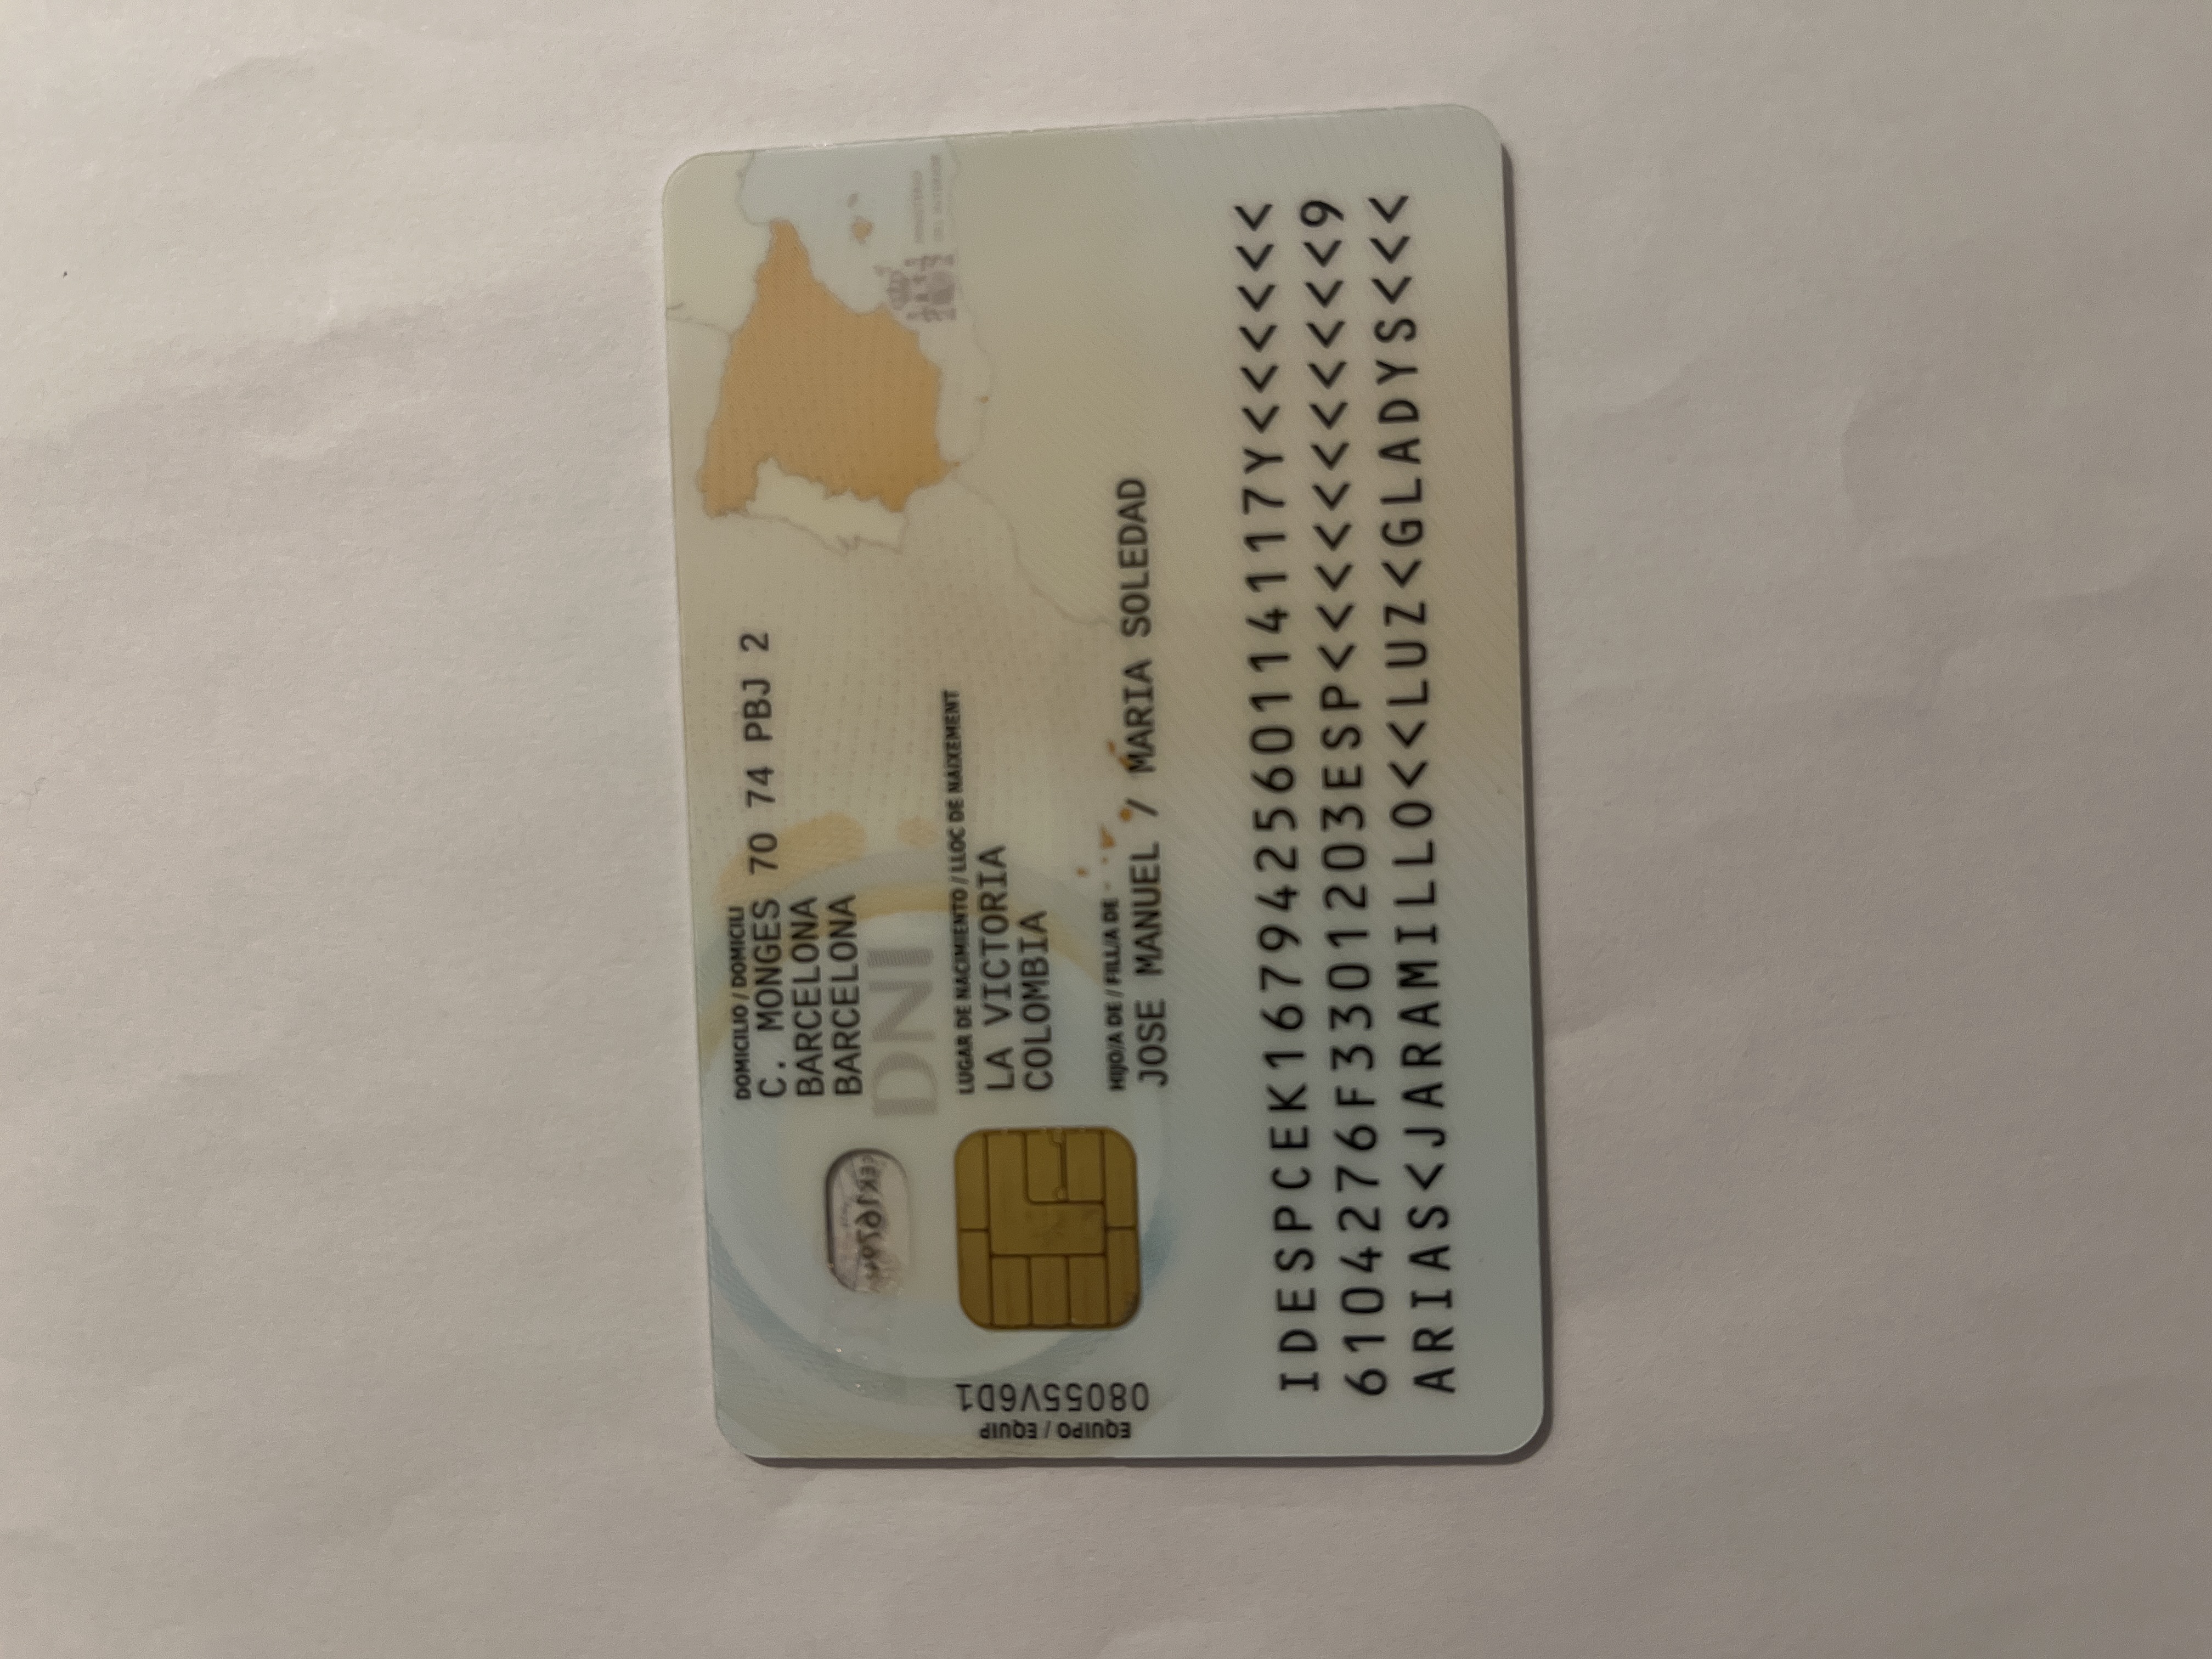 DOMICILIO / DOMICILI
C. MONGES 70 74 PBJ 2
BARCELONA
BARCELONA
DNI
MINISTERIO
DEL INTERIOR
LUGAR DE NACIMIENTO / LLOC DE NAIXEMENT
LA VICTORIA
COLOMBIA
EQUIPO / EQUIP
08055V6D1
HIJO/A DE / FILL/A DE
JOSE MANUEL / MARIA SOLEDAD
IDESPCEK167942560114117Y<<<<<<
6104276F3301203ESP<<<<<<<<<<<9
ARIAS<JARAMILLO<<LUZ<GLADYS<<<